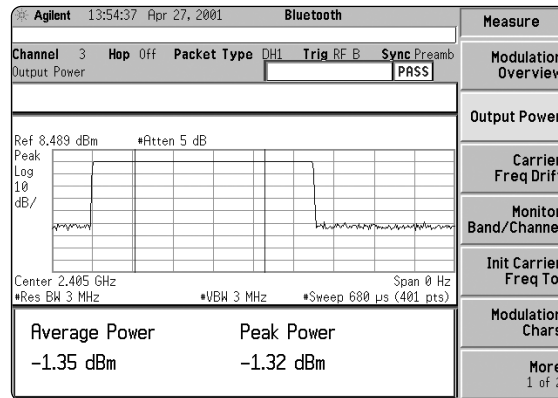 Agilent 13:54:37 Apr 27, 2001 Bluetooth
Measure
Channel 3 Hop Off Packet Type DH1 Trig RF B Sync Preamb
Output Power PASS
Modulation
Overview
Output Power
Ref 8.489 dBm #Atten 5 dB
Peak
Log
10
dB/
Carrier
Freq Drif
Monitor
Band/Channe
Center 2.405 GHz Span 0 Hz
#Res BW 3 MHz #VBW 3 MHz #Sweep 680 µs (401 pts)
Init Carrier
Freq To
Average Power Peak Power
-1.35 dBm -1.32 dBm
Modulation
Chars
More
1 of 2